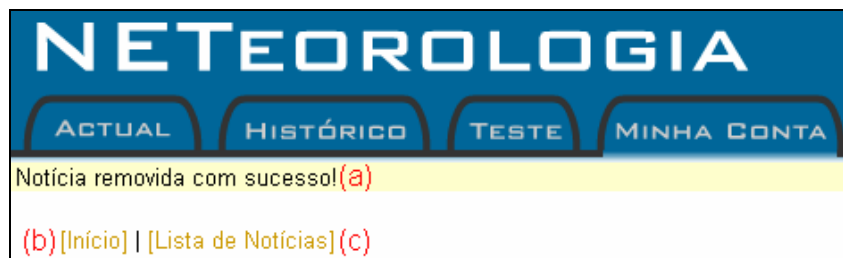 NETEOROLOGIA
ACTUAL HISTÓRICO TESTE MINHA CONTA
Notícia removida com sucesso!(a)
(b)[Início] | [Lista de Notícias](c)